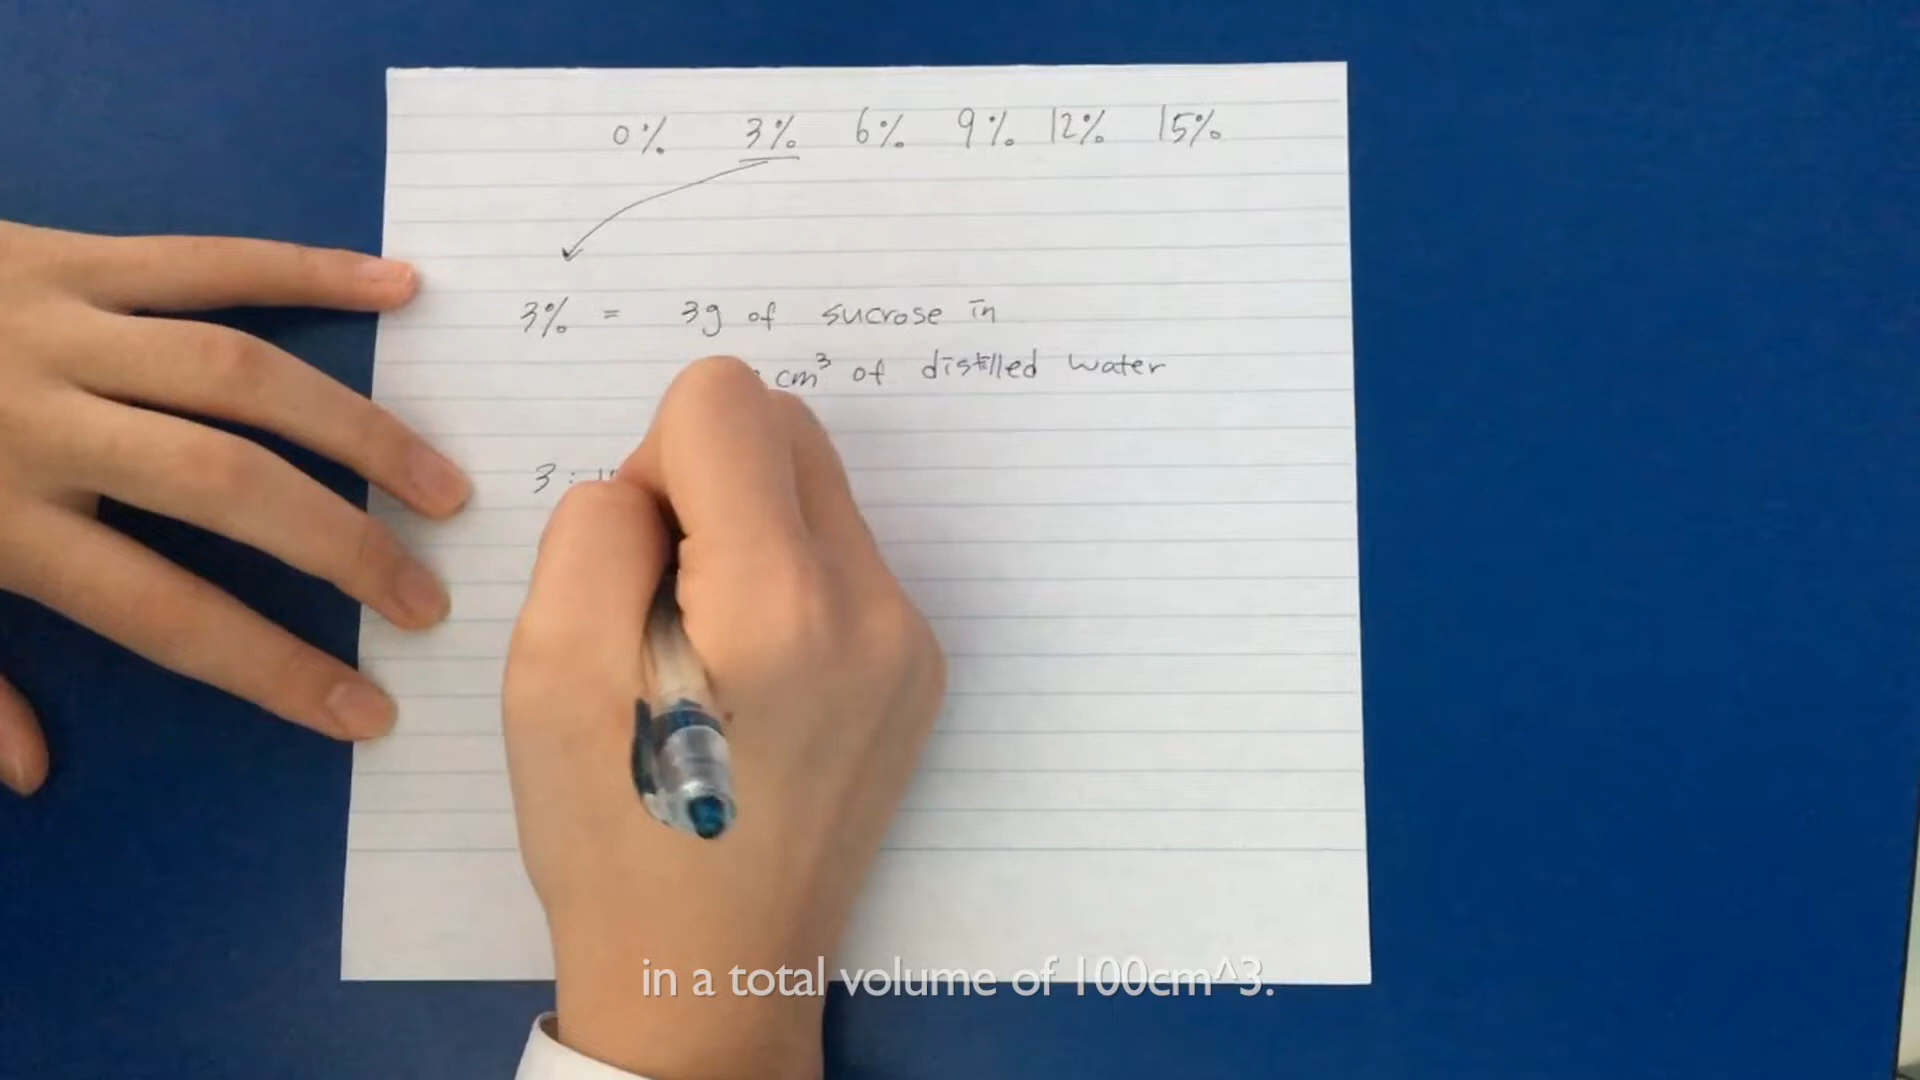 0% 3% 6% 9% 12% 15%
3% = 3g of sucrose in
cm³ of distilled water
3 :
in a total volume of 100cm^3.